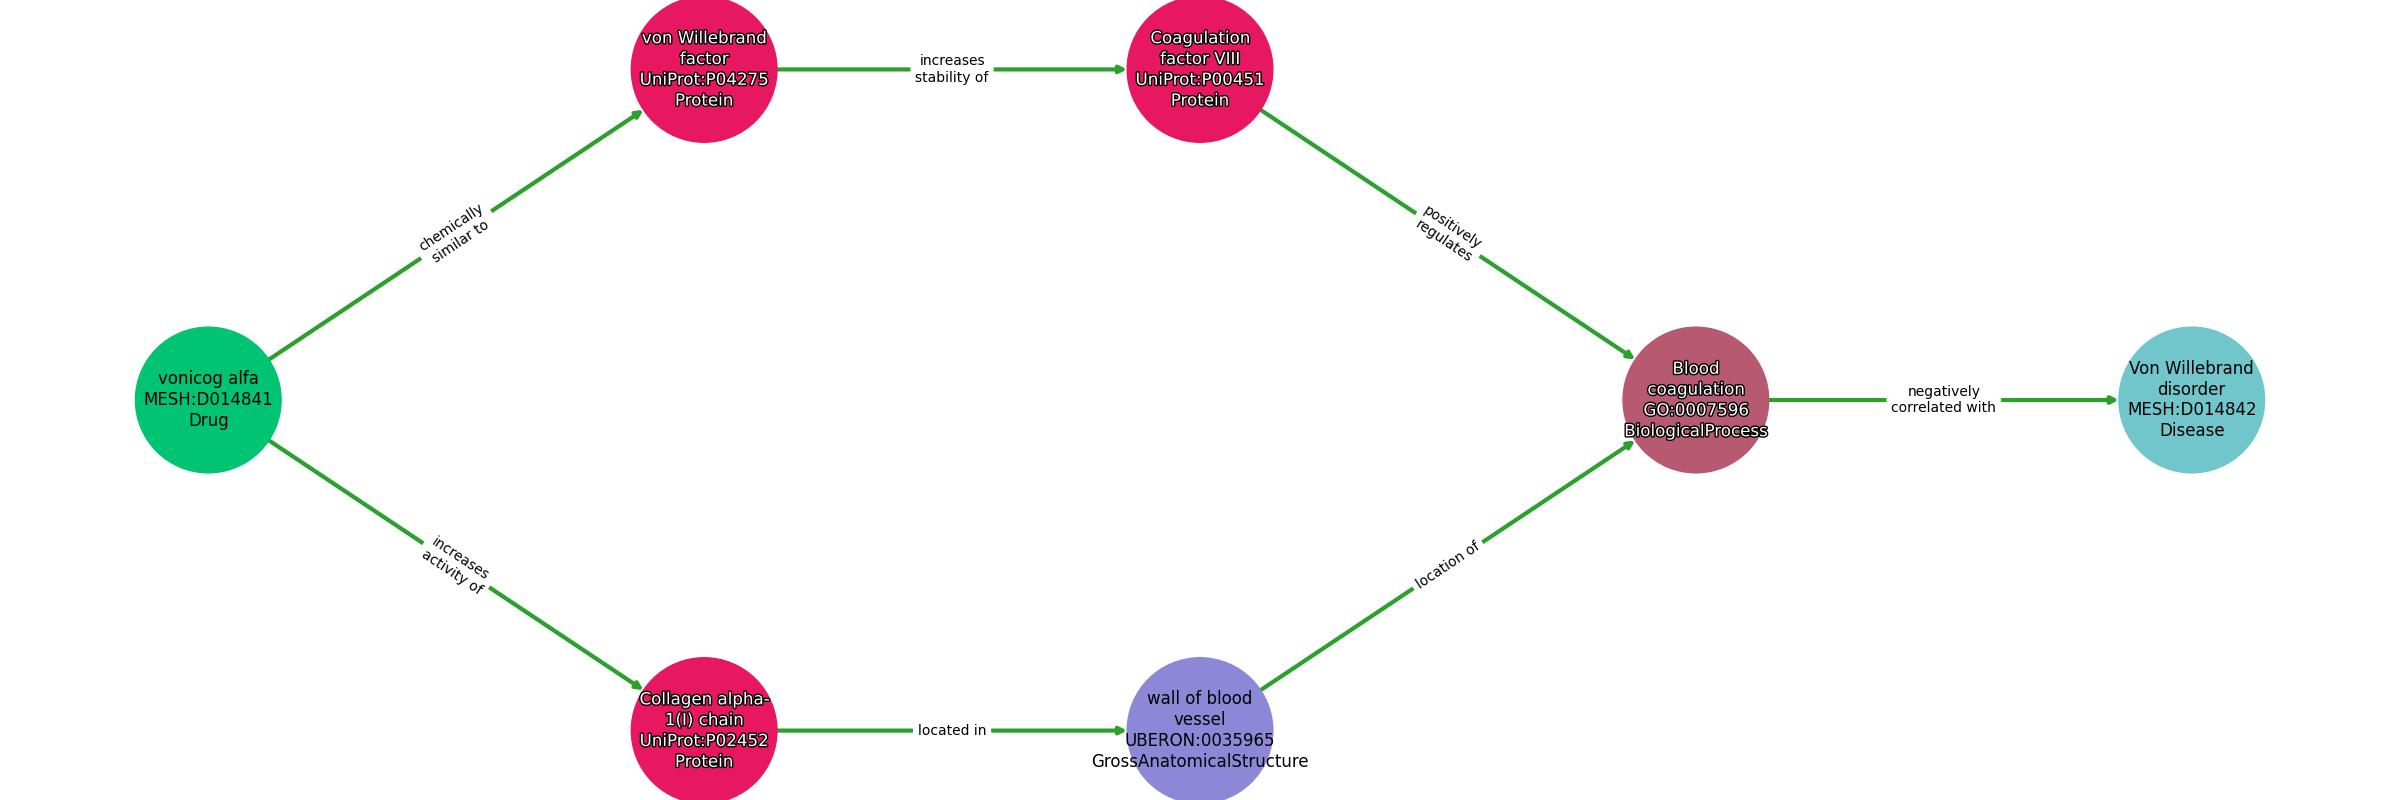 von Willebrand
factor
UniProt:P04275
Protein
increases
stability of
Coagulation
factor VIII
UniProt:P00451
Protein
chemically
similar to
positively
regulates
vonicog alfa
MESH:D014841
Drug
Blood
coagulation
GO:0007596
BiologicalProcess
negatively
correlated with
Von Willebrand
disorder
MESH:D014842
Disease
increases
activity of
location of
Collagen alpha-
1(I) chain
UniProt:P02452
Protein
located in
wall of blood
vessel
UBERON:0035965
GrossAnatomicalStructure